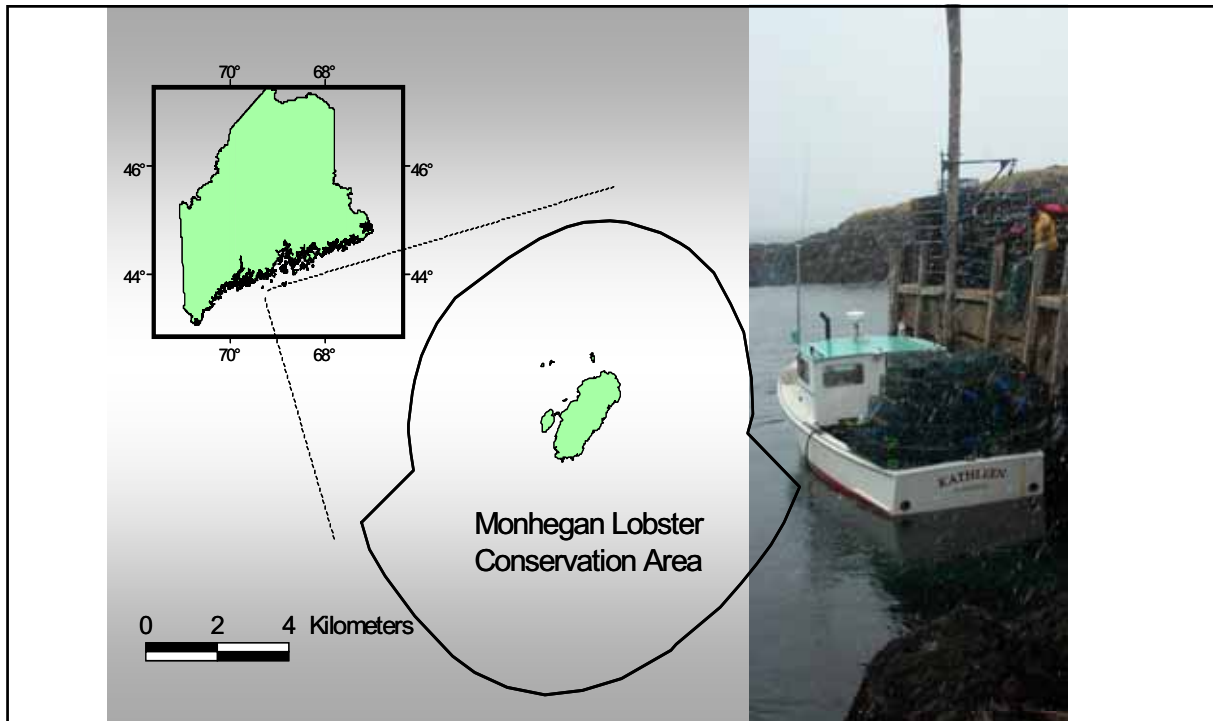 70° 68°
46° 46°
44° 44°
70° 68°
Monhegan Lobster
Conservation Area
0 2 4 Kilometers
KATHLEEN